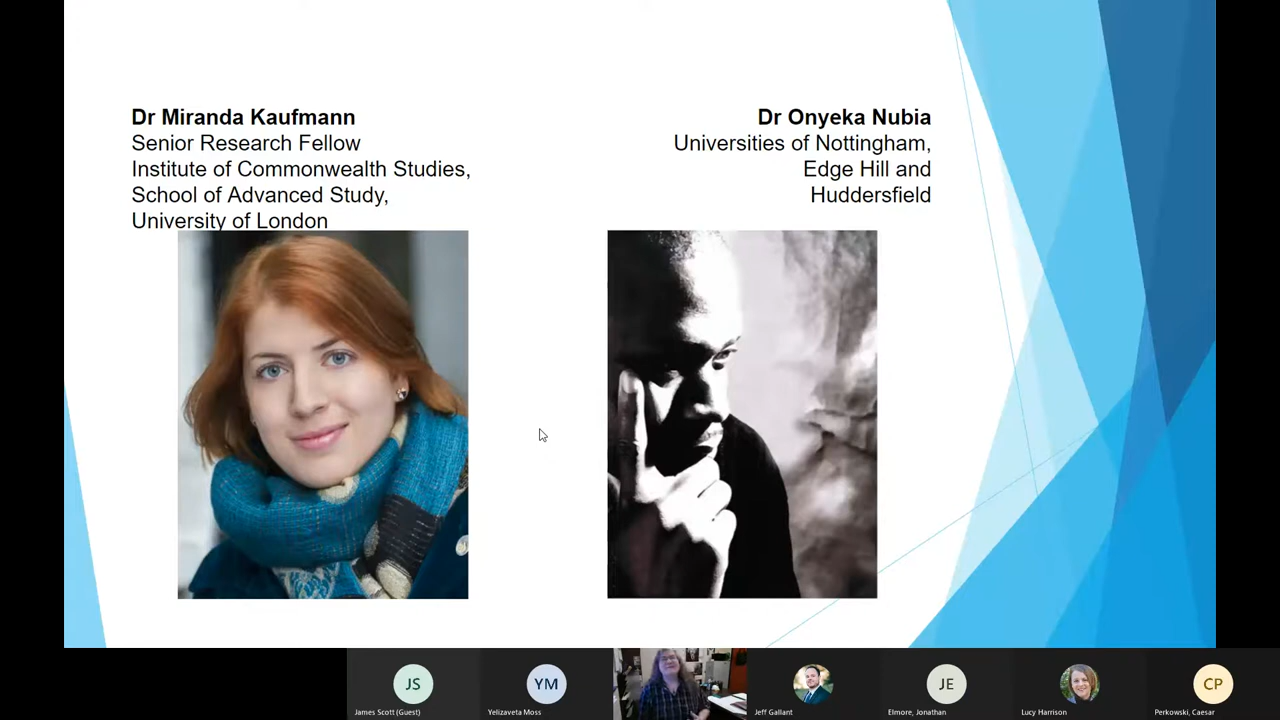 Dr Miranda Kaufmann
Senior Research Fellow
Institute of Commonwealth Studies,
School of Advanced Study,
University of London
Dr Onyeka Nubia
Universities of Nottingham,
Edge Hill and
Huddersfield
JS
James Scott (Guest)
YM
Yelizaveta Moss
Jeff Gallant
JE
Elmore, Jonathan
Lucy Harrison
CP
Perkowski, Caesar